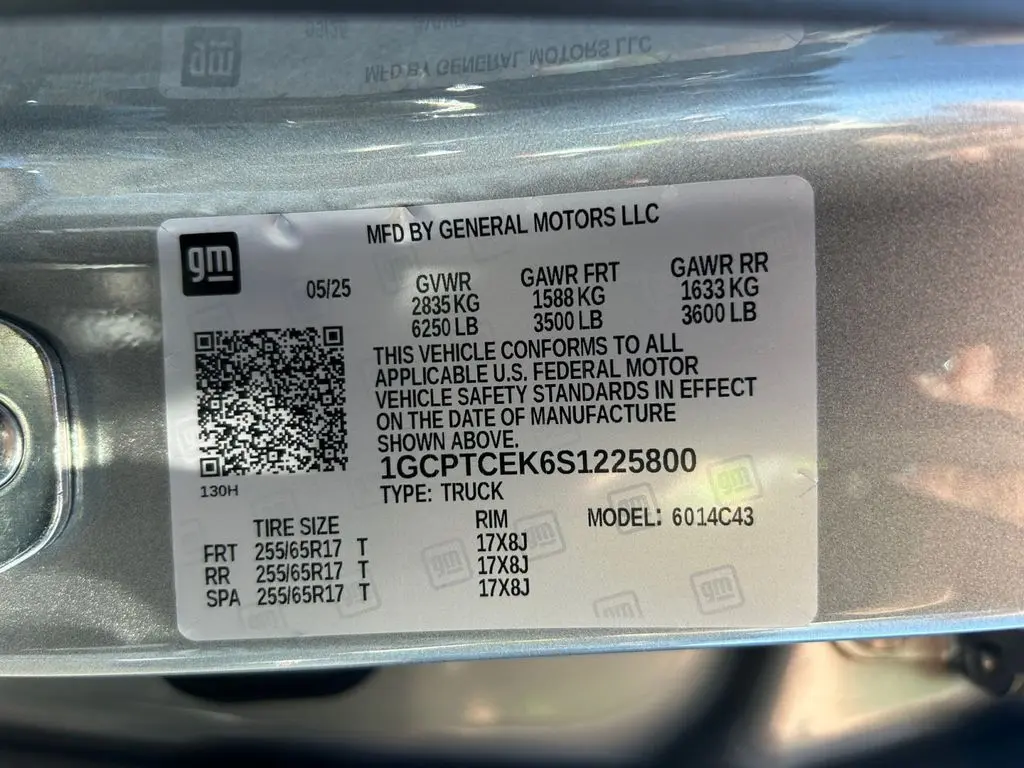 gm
MFD BY GENERAL MOTORS LLC
05/25
GVWR GAWR FRT GAWR RR
2835 KG 1588 KG 1633 KG
6250 LB 3500 LB 3600 LB
THIS VEHICLE CONFORMS TO ALL
APPLICABLE U.S. FEDERAL MOTOR
VEHICLE SAFETY STANDARDS IN EFFECT
ON THE DATE OF MANUFACTURE
SHOWN ABOVE.
1GCPTCEK6S1225800
130H
TYPE: TRUCK
TIRE SIZE RIM MODEL: 6014C43
FRT 255/65R17 T 17X8J
RR 255/65R17 T 17X8J
SPA 255/65R17 T 17X8J